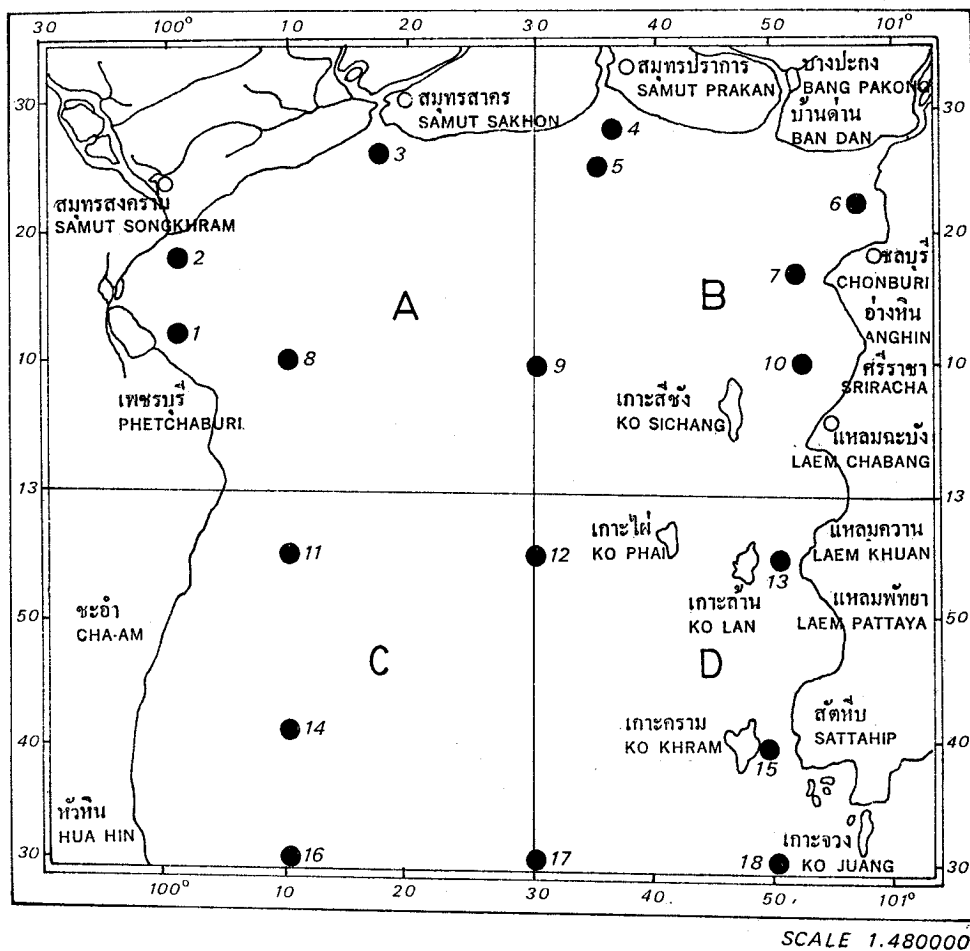 30 100° 10 20 30 40 50 101°
บางปะกง
BANG PAKONG
สมุทรปราการ
SAMUT PRAKAN
สมุทรสาคร
SAMUT SAKHON
30
30
บ้านด่าน
BAN DAN
4
3
5
6
สมุทรสงคราม
SAMUT SONGKHRAM
20
20
2
7
ชลบุรี
CHONBURI
A
B
อ่างหิน
ANGHIN
1
10
8
9
10
10
ศรีราชา
SRIRACHA
เพชรบุรี
PHETCHABURI.
เกาะสีชัง
KO SICHANG
แหลมฉะบัง
LAEM CHABANG
13
13
เกาะไผ่
KO PHAI
แหลมควาน
LAEM KHUAN
11
12
13
เกาะล้าน
KO LAN
แหลมพัทยา
LAEM PATTAYA
ชะอำ
CHA-AM
50
50
C
D
เกาะคราม
KO KHRAM
สัตหีบ
SATTAHIP
14
15
40
40
หัวหิน
HUA HIN
เกาะจวง
KO JUANG
30
16
17
18
30
100° 10 20 30 40. 50, 101°
SCALE 1.480000